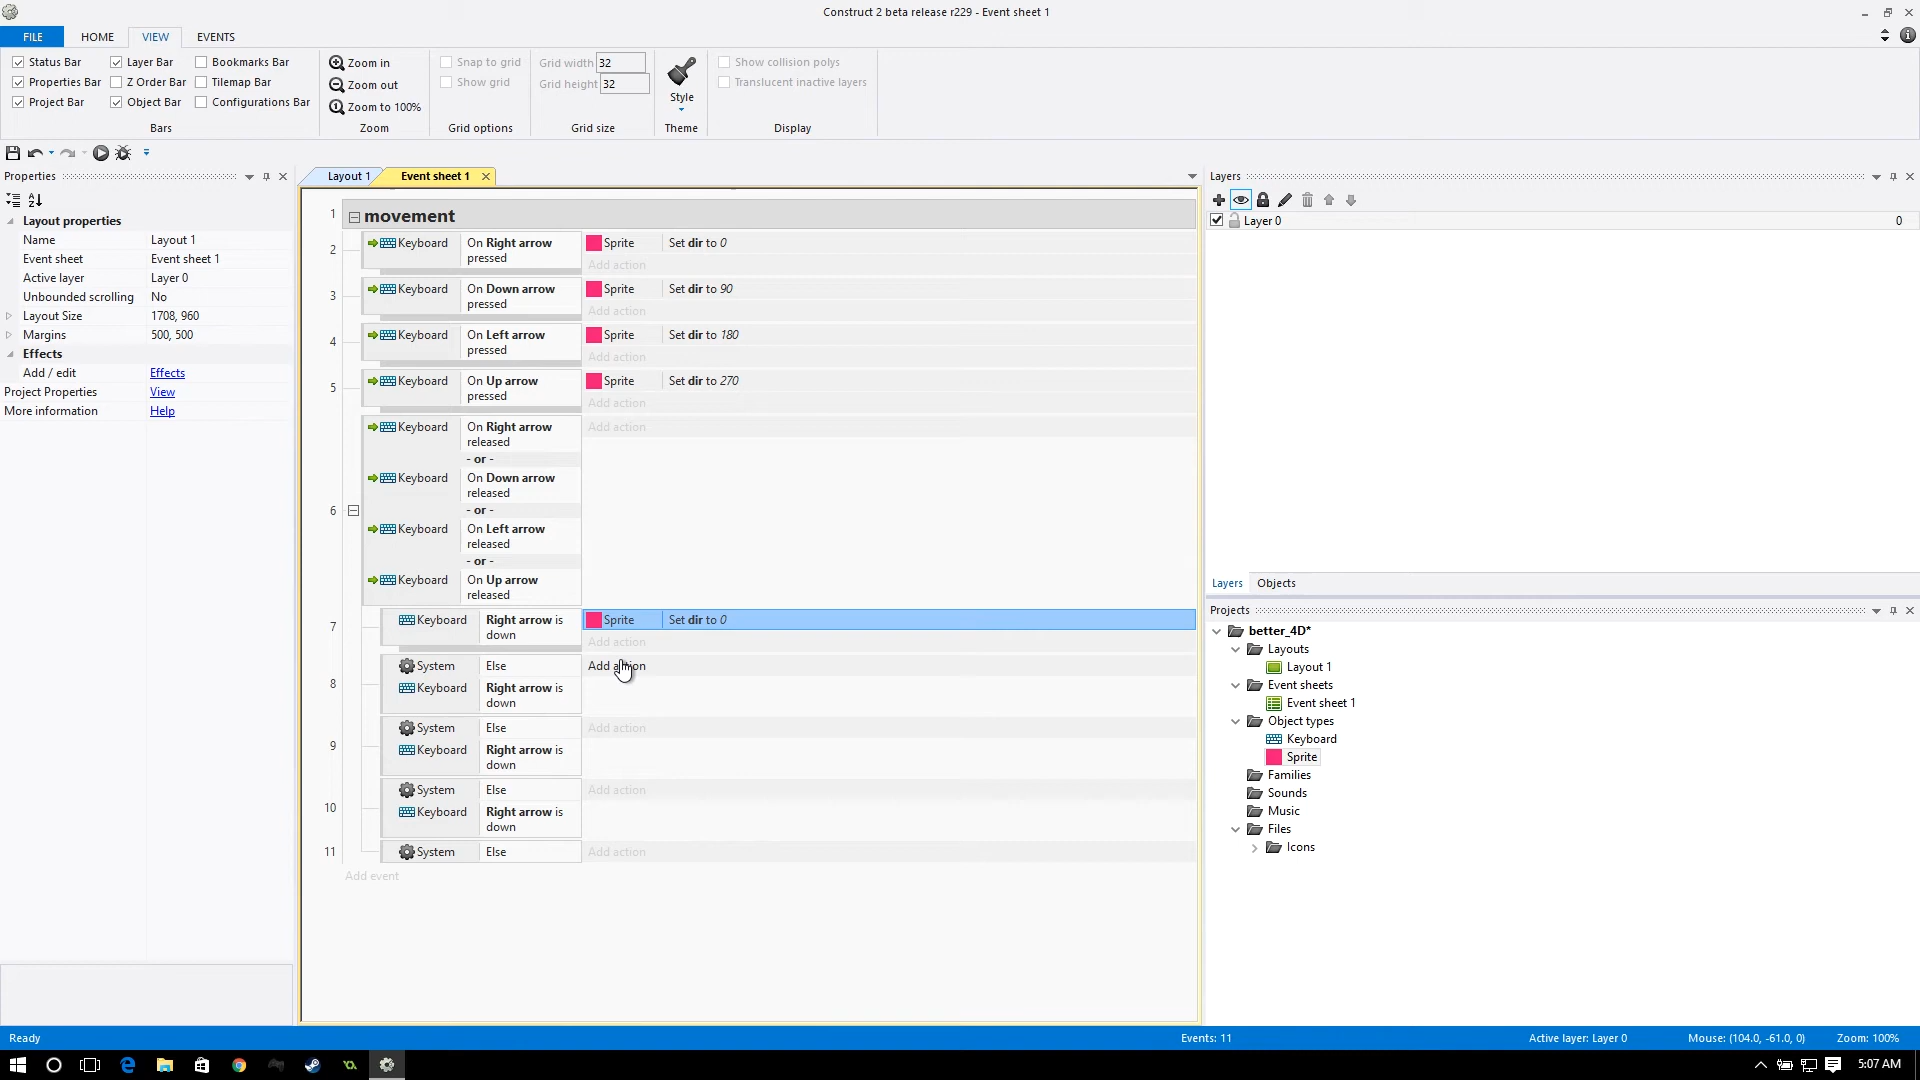 Construct 2 beta release r229 - Event sheet 1
FILE
HOME
VIEW
EVENTS
Status Bar
Layer Bar
Bookmarks Bar
Properties Bar
Z Order Bar
Tilemap Bar
Project Bar
Object Bar
Configurations Bar
Bars
Zoom in
Zoom out
Zoom to 100%
Zoom
Snap to grid
Show grid
Grid options
Grid width 32
Grid height 32
Grid size
Style
Theme
Show collision polys
Translucent inactive layers
Display
Properties
Layout properties
Name Layout 1
Event sheet Event sheet 1
Active layer Layer 0
Unbounded scrolling No
Layout Size 1708, 960
Margins 500, 500
Effects
Add / edit Effects
Project Properties View
More information Help
Layout 1
Event sheet 1
1 movement
2 Keyboard On Right arrow
pressed
Sprite Set dir to 0
Add action
3 Keyboard On Down arrow
pressed
Sprite Set dir to 90
Add action
4 Keyboard On Left arrow
pressed
Sprite Set dir to 180
Add action
5 Keyboard On Up arrow
pressed
Sprite Set dir to 270
Add action
6 Keyboard On Right arrow
released
Add action
- or -
Keyboard On Down arrow
released
- or -
Keyboard On Left arrow
released
- or -
Keyboard On Up arrow
released
7 Keyboard Right arrow is
down
Sprite Set dir to 0
Add action
8 System Else
Add action
Keyboard Right arrow is
down
9 System Else
Add action
Keyboard Right arrow is
down
10 System Else
Add action
Keyboard Right arrow is
down
11 System Else
Add action
Add event
Layers
Layer 0 0
Layers Objects
Projects
better_4D*
Layouts
Layout 1
Event sheets
Event sheet 1
Object types
Keyboard
Sprite
Families
Sounds
Music
Files
Icons
Ready
Events: 11
Active layer: Layer 0
Mouse: (104.0, -61.0, 0)
Zoom: 100%
5:07 AM